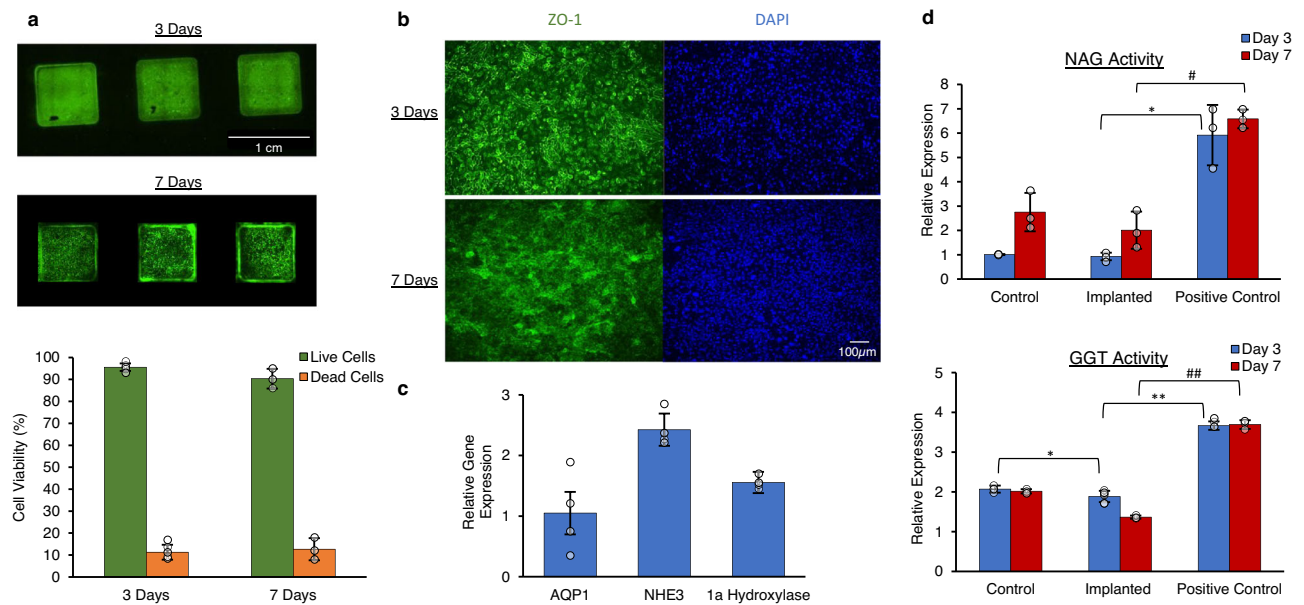 a
3 Days
1 cm
7 Days
Live Cells
Dead Cells
Cell Viability (%)
100
90
80
70
60
50
40
30
20
10
0
3 Days
7 Days
b
ZO-1
DAPI
3 Days
7 Days
100µm
c
Relative Gene
Expression
3
2
1
0
AQP1
NHE3
1a Hydroxylase
d
Day 3
Day 7
NAG Activity
#
*
Relative Expression
8
7
6
5
4
3
2
1
0
Control
Implanted
Positive Control
Day 3
Day 7
GGT Activity
##
**
*
Relative Expression
5
4
3
2
1
0
Control
Implanted
Positive Control